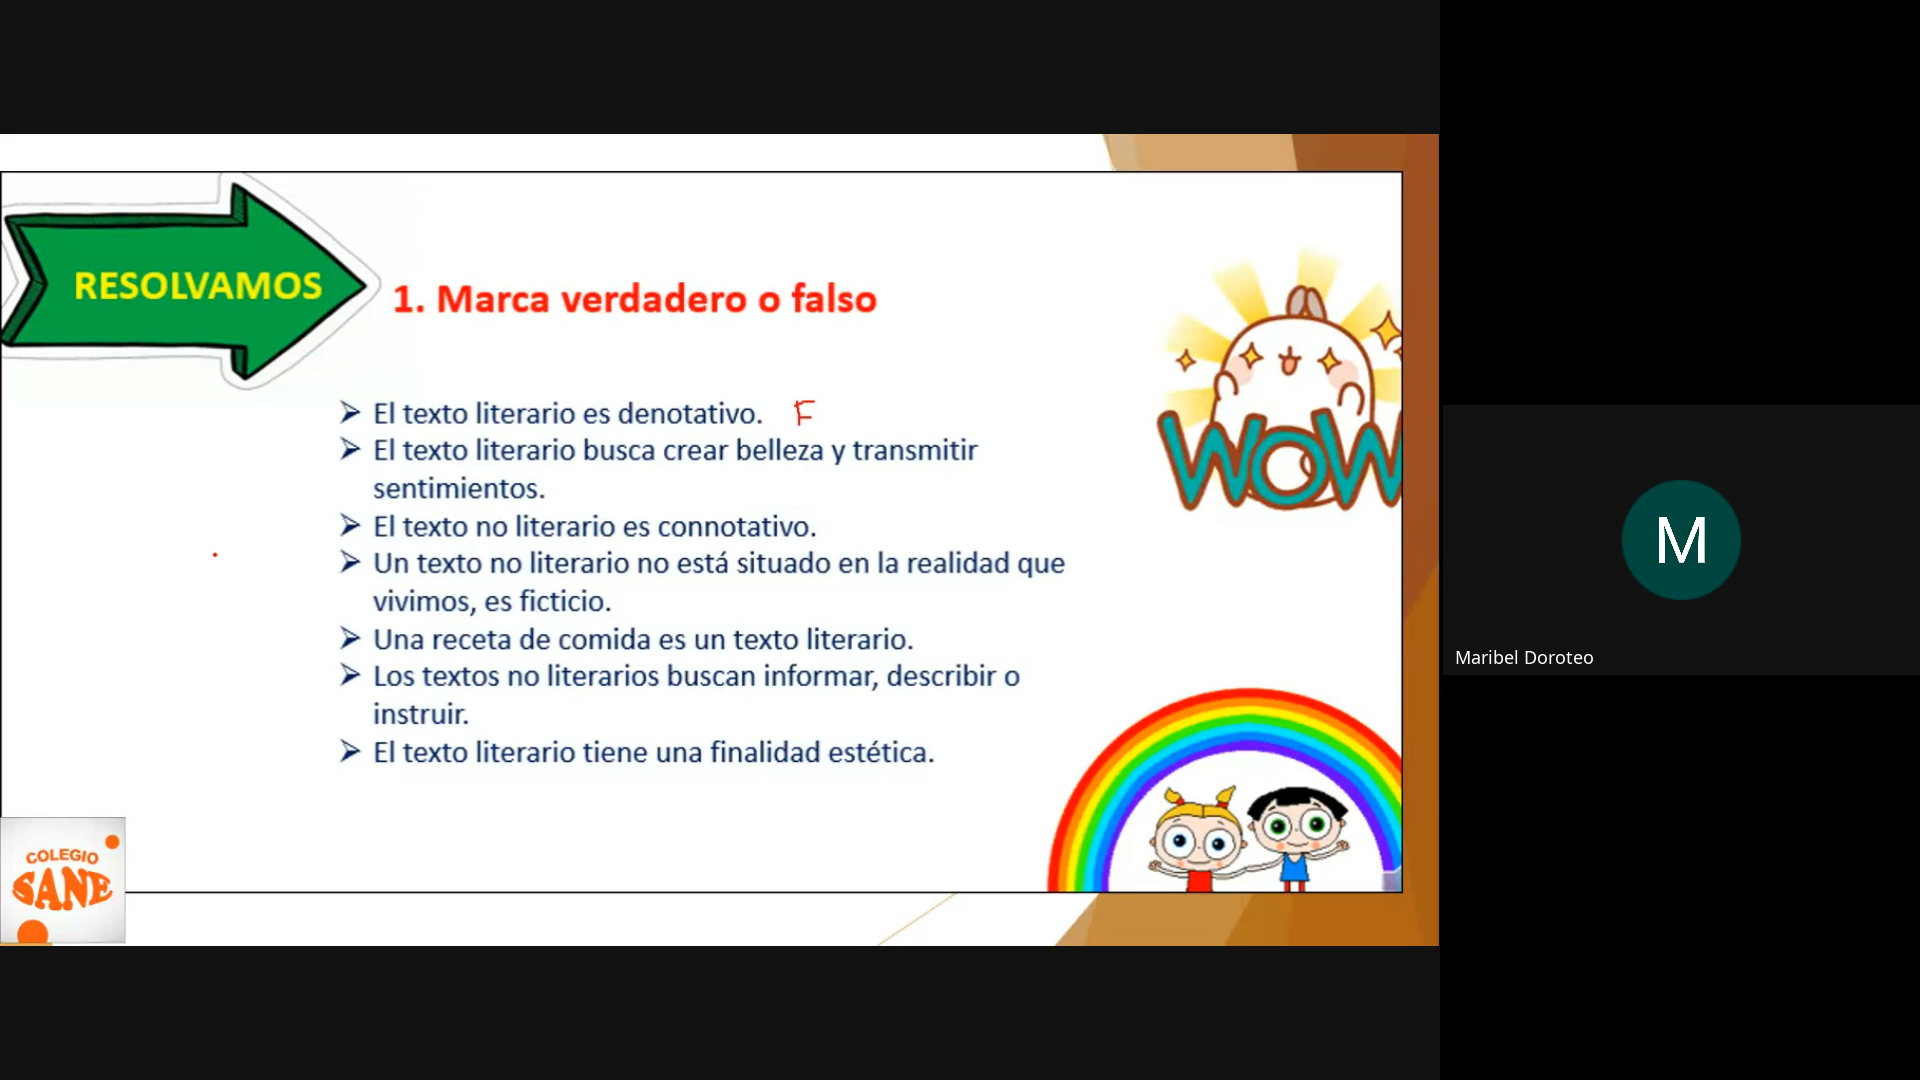 RESOLVAMOS
1. Marca verdadero o falso
➢ El texto literario es denotativo. F
➢ El texto literario busca crear belleza y transmitir
sentimientos.
➢ El texto no literario es connotativo.
➢ Un texto no literario no está situado en la realidad que
vivimos, es ficticio.
➢ Una receta de comida es un texto literario.
➢ Los textos no literarios buscan informar, describir o
instruir.
➢ El texto literario tiene una finalidad estética.
WOW
COLEGIO
SANE
M
Maribel Doroteo